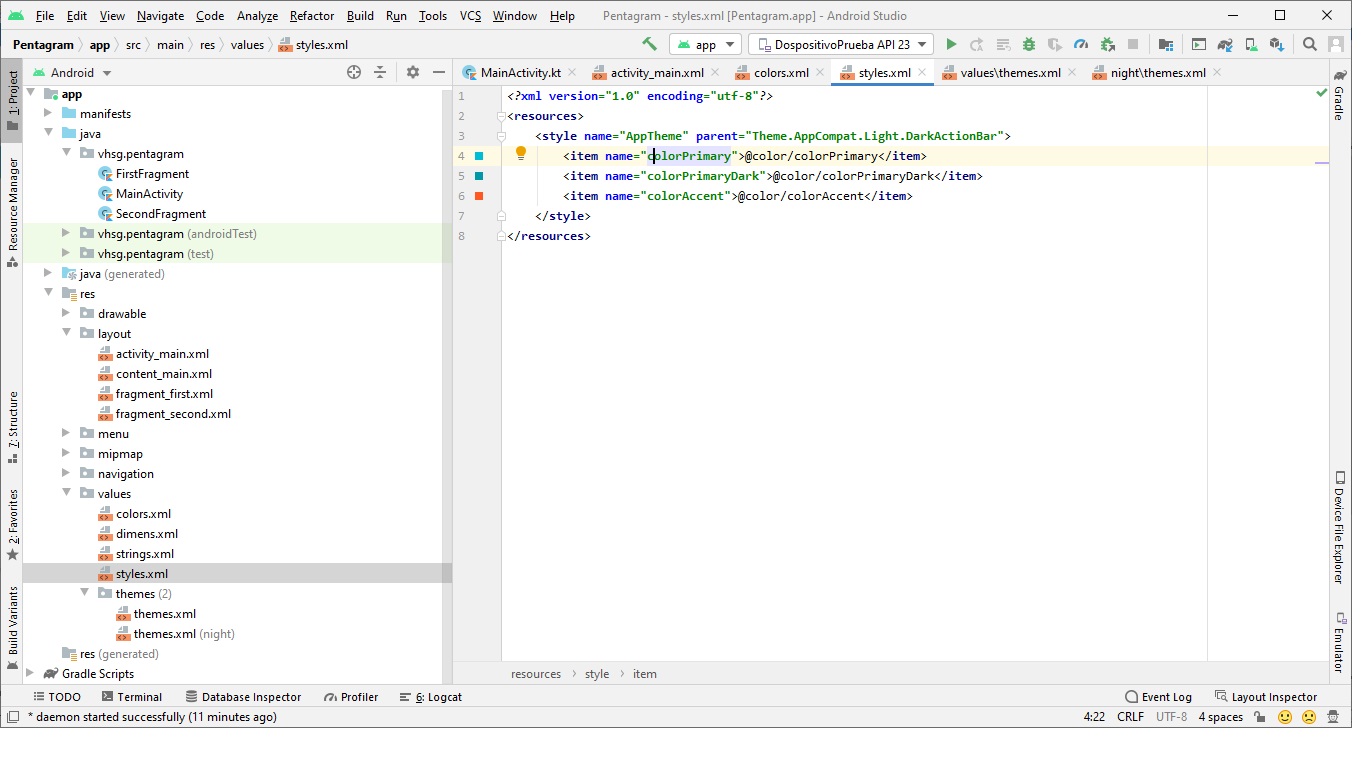 File Edit View Navigate Code Analyze Refactor Build Run Tools VCS Window Help Pentagram - styles.xml [Pentagram.app] - Android Studio
Pentagram app src main res values styles.xml app DospositivoPrueba API 23
Android
MainActivity.kt activity_main.xml colors.xml styles.xml values\themes.xml night\themes.xml
1: Project
Resource Manager
7: Structure
2: Favorites
Build Variants
app
manifests
java
vhsg.pentagram
FirstFragment
MainActivity
SecondFragment
vhsg.pentagram (androidTest)
vhsg.pentagram (test)
java (generated)
res
drawable
layout
activity_main.xml
content_main.xml
fragment_first.xml
fragment_second.xml
menu
mipmap
navigation
values
colors.xml
dimens.xml
strings.xml
styles.xml
themes (2)
themes.xml
themes.xml (night)
res (generated)
Gradle Scripts
1 <?xml version="1.0" encoding="utf-8"?>
2 <resources>
3 <style name="AppTheme" parent="Theme.AppCompat.Light.DarkActionBar">
4 <item name="colorPrimary">@color/colorPrimary</item>
5 <item name="colorPrimaryDark">@color/colorPrimaryDark</item>
6 <item name="colorAccent">@color/colorAccent</item>
7 </style>
8 </resources>
resources style item
Gradle
Device File Explorer
Emulator
TODO Terminal Database Inspector Profiler 6: Logcat Event Log Layout Inspector
* daemon started successfully (11 minutes ago) 4:22 CRLF UTF-8 4 spaces